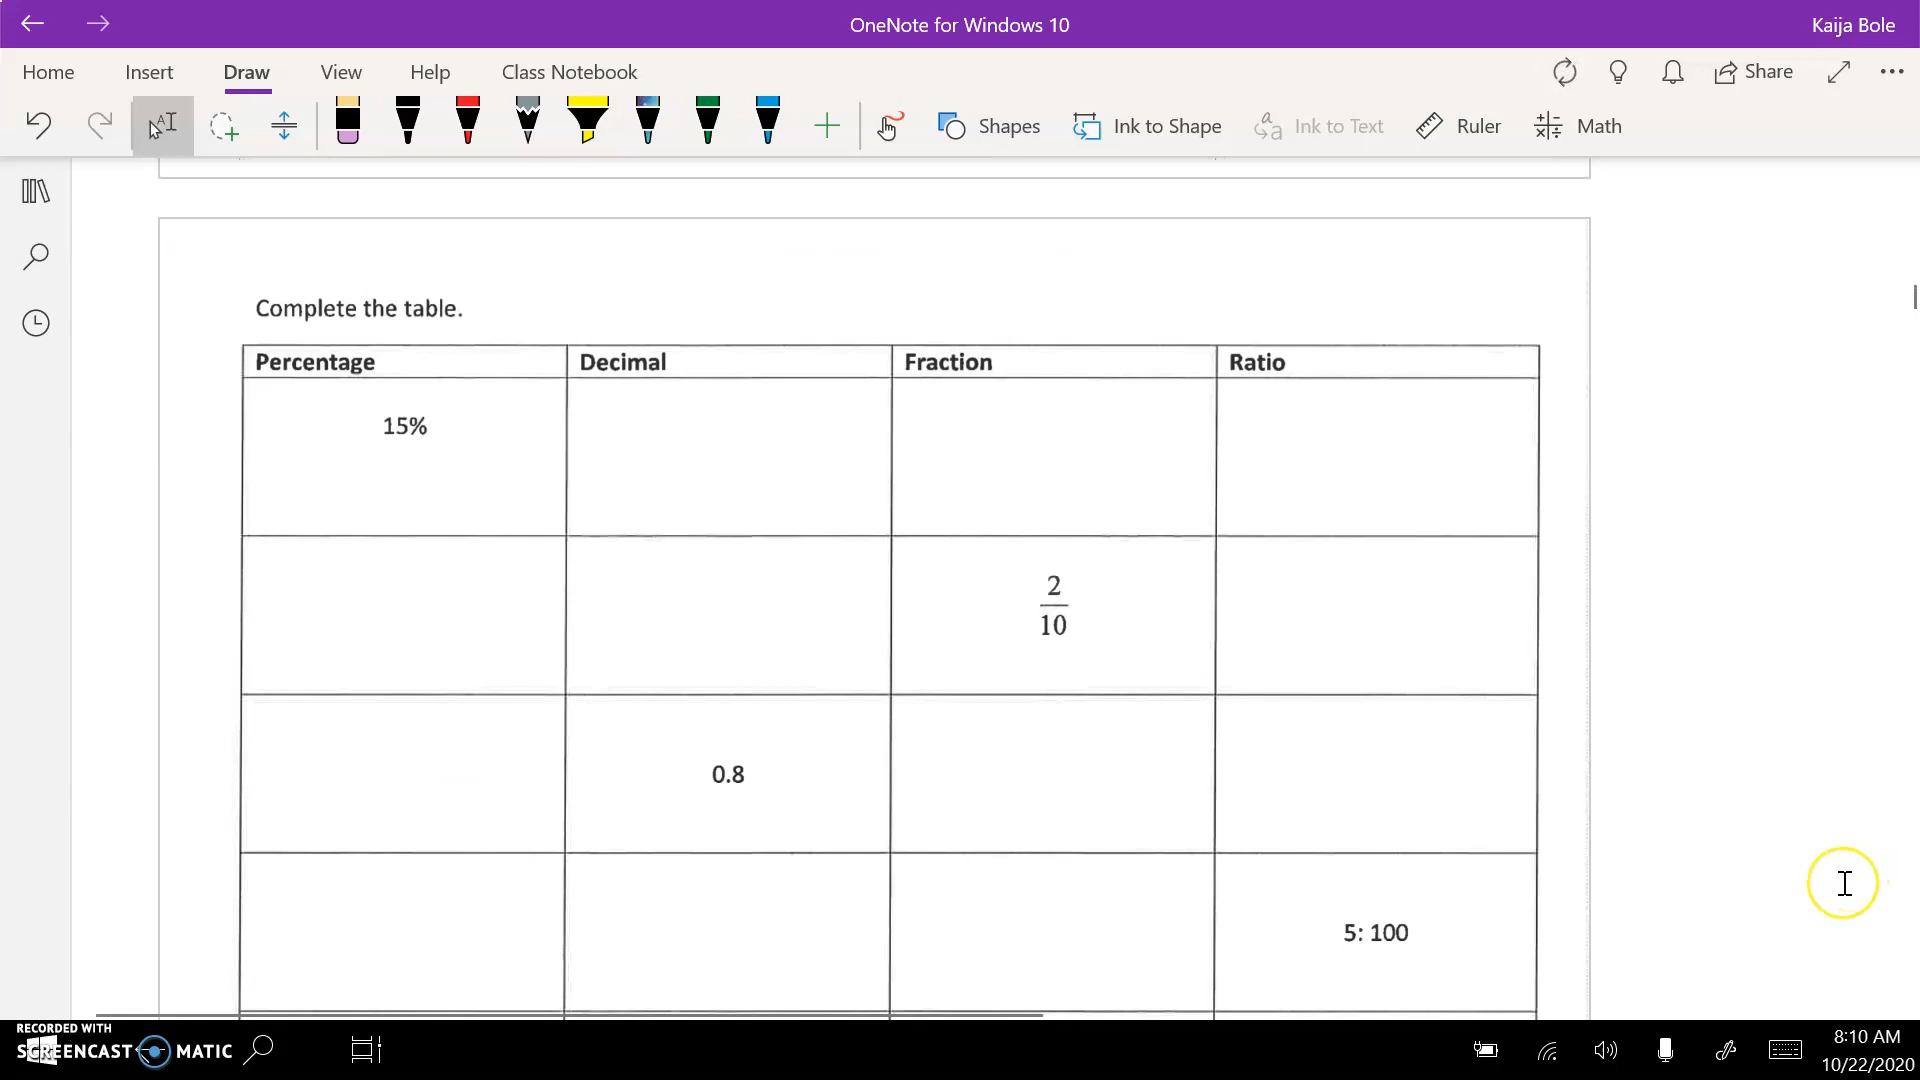 OneNote for Windows 10
Kaija Bole
Home Insert Draw View Help Class Notebook
Share
Shapes Ink to Shape Ink to Text Ruler Math
Complete the table.
Percentage Decimal Fraction Ratio
15%
2
10
0.8
5: 100
RECORDED WITH
SCREENCAST MATIC
8:10 AM
10/22/2020